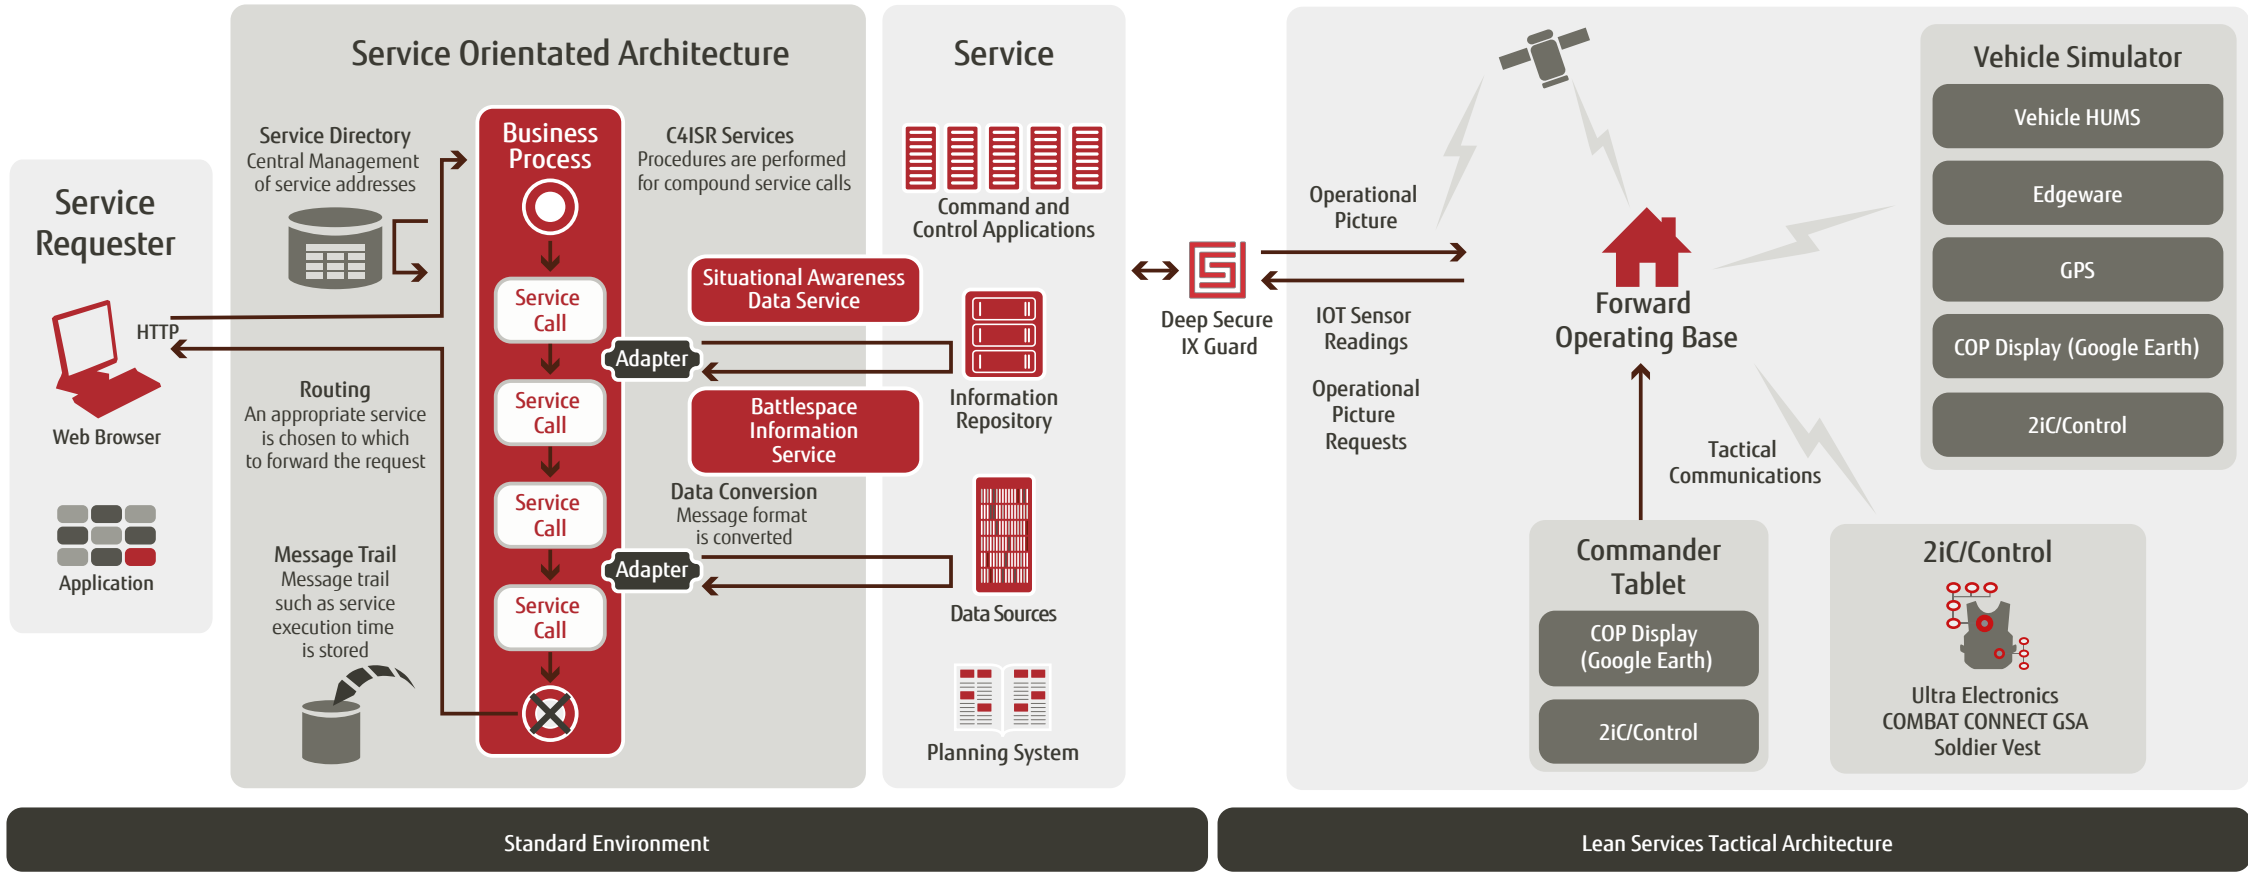 Service
Requester
HTTP
Web Browser
Application
Service Orientated Architecture
Service Directory
Central Management
of service addresses
Routing
An appropriate service
is chosen to which
to forward the request
Message Trail
Message trail
such as service
execution time
is stored
Business
Process
Service
Call
Service
Call
Service
Call
Service
Call
C4ISR Services
Procedures are performed
for compound service calls
Situational Awareness
Data Service
Adapter
Battlespace
Information
Service
Data Conversion
Message format
is converted
Adapter
Service
Command and
Control Applications
Information
Repository
Data Sources
Planning System
Deep Secure
IX Guard
Operational
Picture
IOT Sensor
Readings
Operational
Picture
Requests
Forward
Operating Base
Tactical
Communications
Vehicle Simulator
Vehicle HUMS
Edgeware
GPS
COP Display (Google Earth)
2iC/Control
Commander
Tablet
COP Display
(Google Earth)
2iC/Control
2iC/Control
Ultra Electronics
COMBAT CONNECT GSA
Soldier Vest
Standard Environment
Lean Services Tactical Architecture